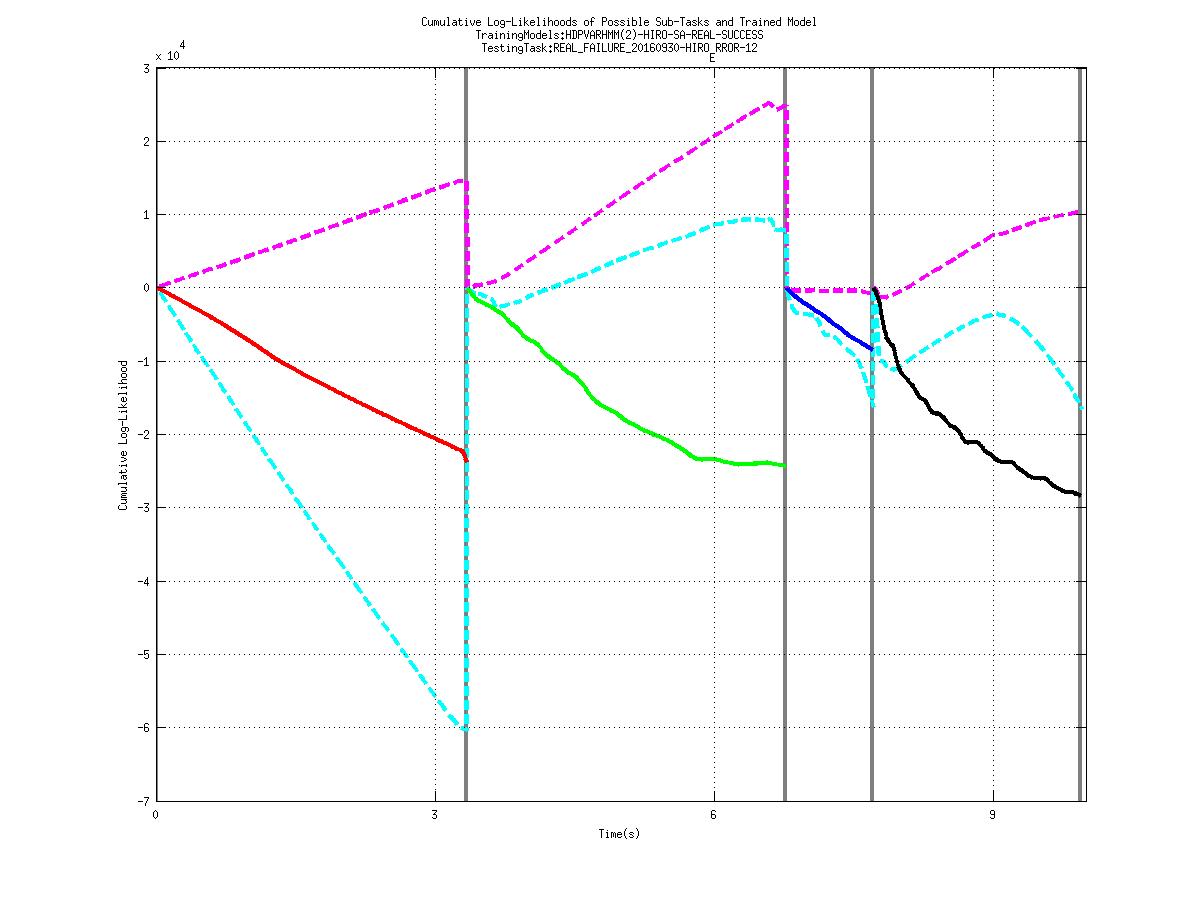 Cumulative Log-Likelihoods of Possible Sub-Tasks and Trained Model
TrainingModels:HDPVARHMM(2)-HIRO-SA-REAL-SUCCESS
TestingTask:REAL_FAILURE_20160930-HIRO_RROR-12
E
x 10^4
3
2
1
0
-1
-2
-3
-4
-5
-6
-7
Cumulative Log-Likelihood
0 3 6 9
Time(s)